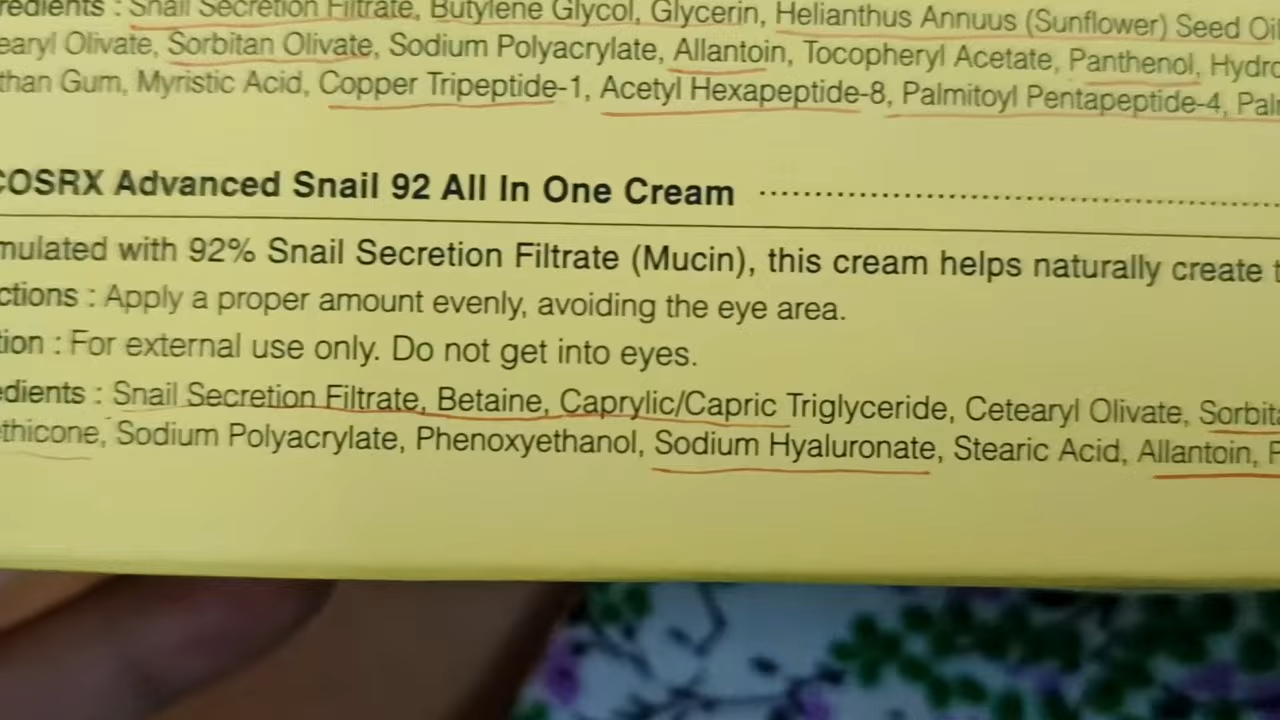 redients : Snail Secretion Filtrate, Butylene Glycol, Glycerin, Helianthus Annuus (Sunflower) Seed Oil
earyl Olivate, Sorbitan Olivate, Sodium Polyacrylate, Allantoin, Tocopheryl Acetate, Panthenol, Hydro
than Gum, Myristic Acid, Copper Tripeptide-1, Acetyl Hexapeptide-8, Palmitoyl Pentapeptide-4, Pal
COSRX Advanced Snail 92 All In One Cream
mulated with 92% Snail Secretion Filtrate (Mucin), this cream helps naturally create t
ctions : Apply a proper amount evenly, avoiding the eye area.
tion : For external use only. Do not get into eyes.
edients : Snail Secretion Filtrate, Betaine, Caprylic/Capric Triglyceride, Cetearyl Olivate, Sorbita
ethicone, Sodium Polyacrylate, Phenoxyethanol, Sodium Hyaluronate, Stearic Acid, Allantoin, P